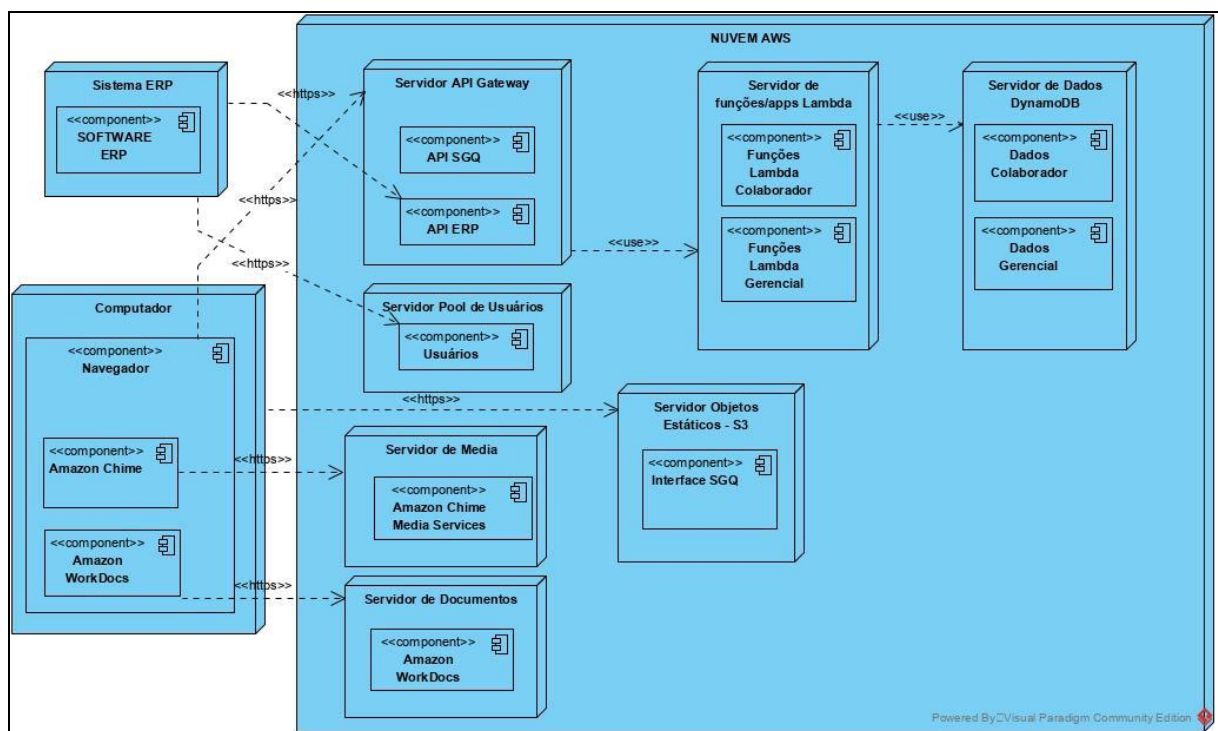 NUVEM AWS
Sistema ERP
<<component>>
SOFTWARE
ERP
<<https>>
<<https>>
<<https>>
Servidor API Gateway
<<component>>
API SGQ
<<component>>
API ERP
<<use>>
Servidor de
funções/apps Lambda
<<component>>
Funções
Lambda
Colaborador
<<component>>
Funções
Lambda
Gerencial
<<use>>
Servidor de Dados
DynamoDB
<<component>>
Dados
Colaborador
<<component>>
Dados
Gerencial
Computador
<<component>>
Navegador
<<component>>
Amazon Chime
<<component>>
Amazon
WorkDocs
Servidor Pool de Usuários
<<component>>
Usuários
<<https>>
Servidor Objetos
Estáticos - S3
<<component>>
Interface SGQ
<<https>>
Servidor de Media
<<component>>
Amazon Chime
Media Services
<<https>>
Servidor de Documentos
<<component>>
Amazon
WorkDocs
Powered By Visual Paradigm Community Edition